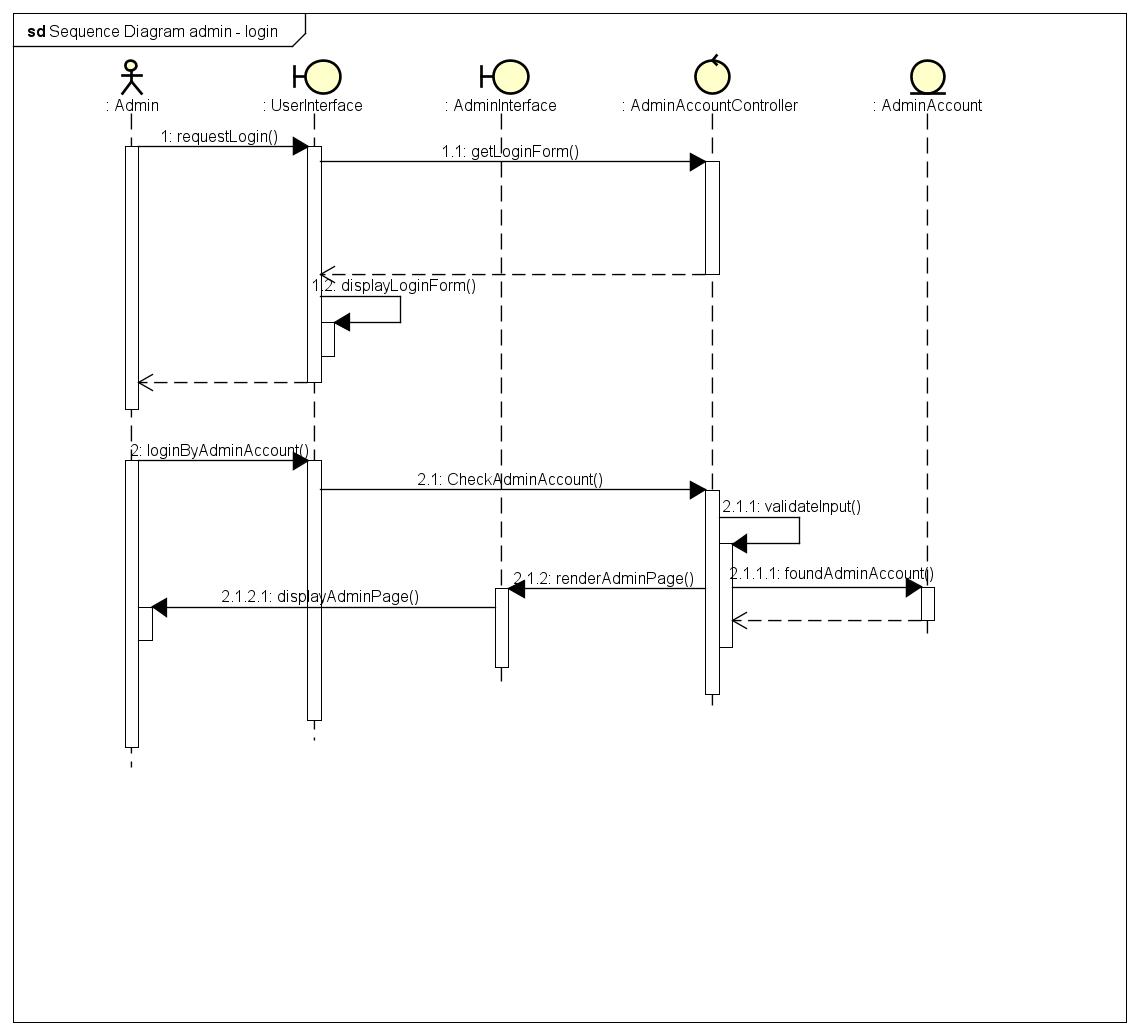 sd Sequence Diagram admin - login
: Admin
: UserInterface
: AdminInterface
: AdminAccountController
: AdminAccount
1: requestLogin()
1.1: getLoginForm()
1.2: displayLoginForm()
2: loginByAdminAccount()
2.1: CheckAdminAccount()
2.1.1: validateInput()
2.1.1.1: foundAdminAccount()
2.1.2: renderAdminPage()
2.1.2.1: displayAdminPage()